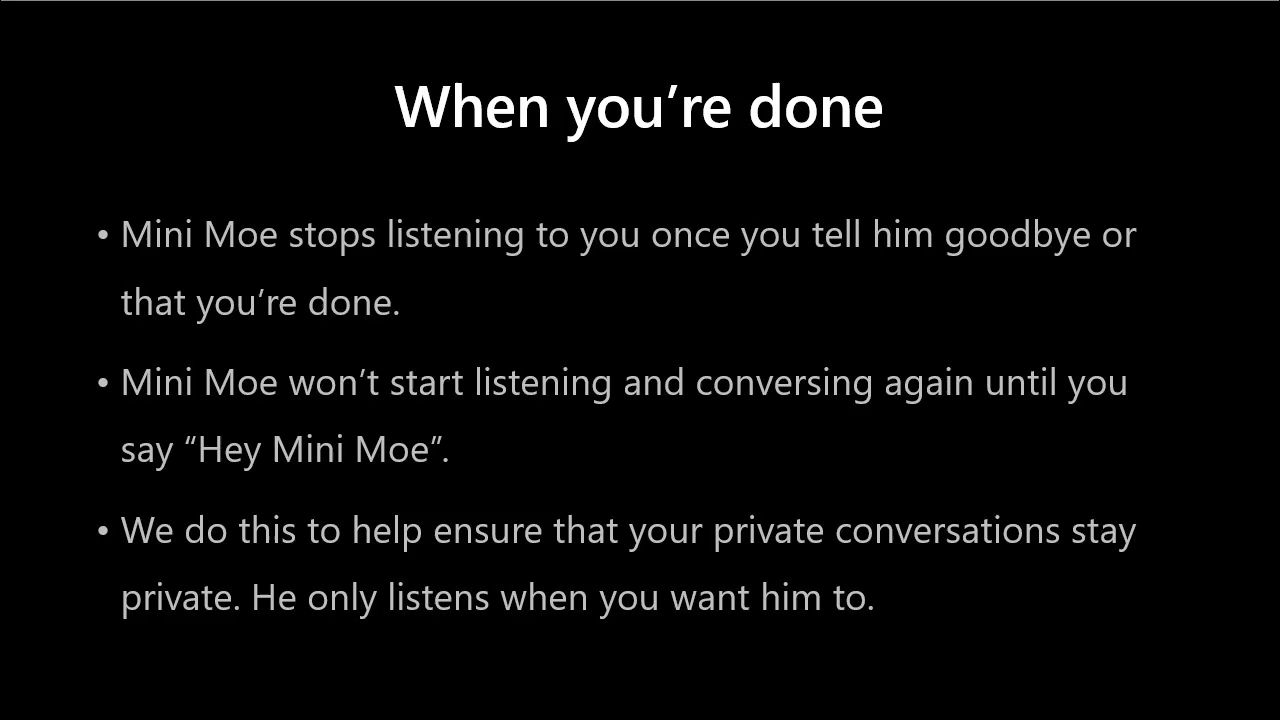 When you’re done
• Mini Moe stops listening to you once you tell him goodbye or
that you’re done.
• Mini Moe won’t start listening and conversing again until you
say “Hey Mini Moe”.
• We do this to help ensure that your private conversations stay
private. He only listens when you want him to.